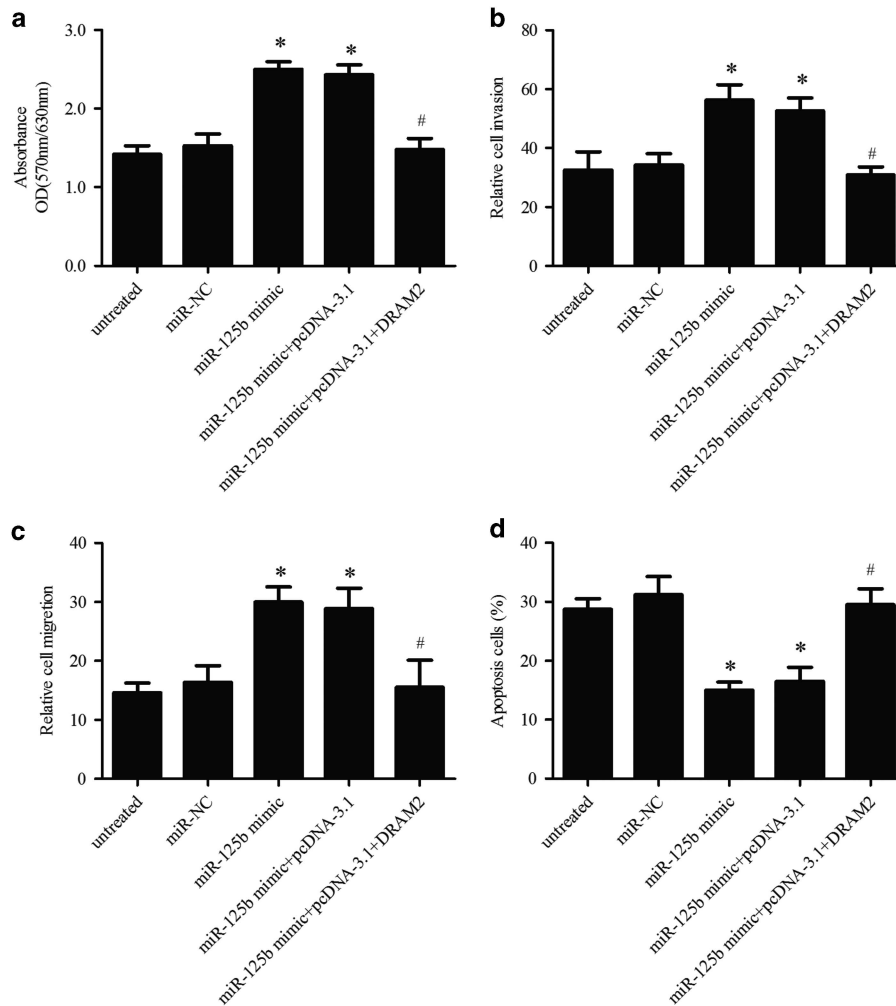 a
3.0
2.0
1.0
0.0
Absorbance
OD(570nm/630nm)
*
*
#
untreated
miR-NC
miR-125b mimic
miR-125b mimic+pcDNA-3.1
miR-125b mimic+pcDNA-3.1+DRAM2
b
80
60
40
20
0
Relative cell invasion
*
*
#
untreated
miR-NC
miR-125b mimic
miR-125b mimic+pcDNA-3.1
miR-125b mimic+pcDNA-3.1+DRAM2
c
40
30
20
10
0
Relative cell migretion
*
*
#
untreated
miR-NC
miR-125b mimic
miR-125b mimic+pcDNA-3.1
miR-125b mimic+pcDNA-3.1+DRAM2
d
40
30
20
10
0
Apoptosis cells (%)
*
*
#
untreated
miR-NC
miR-125b mimic
miR-125b mimic+pcDNA-3.1
miR-125b mimic+pcDNA-3.1+DRAM2